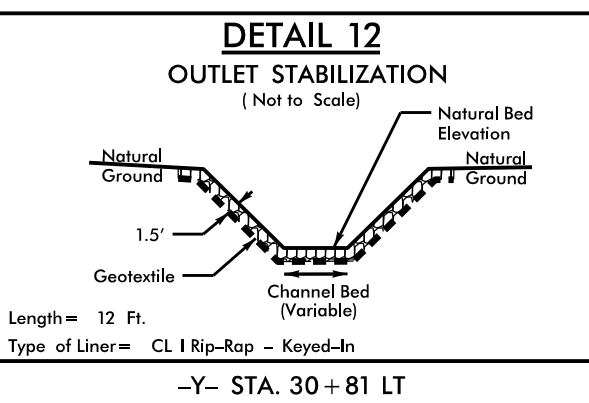 DETAIL 12
OUTLET STABILIZATION
( Not to Scale)
Natural Bed
Elevation
Natural
Ground
Natural
Ground
1.5'
Geotextile
Channel Bed
(Variable)
Length= 12 Ft.
Type of Liner= CL I Rip-Rap - Keyed-In
-Y- STA. 30+81 LT